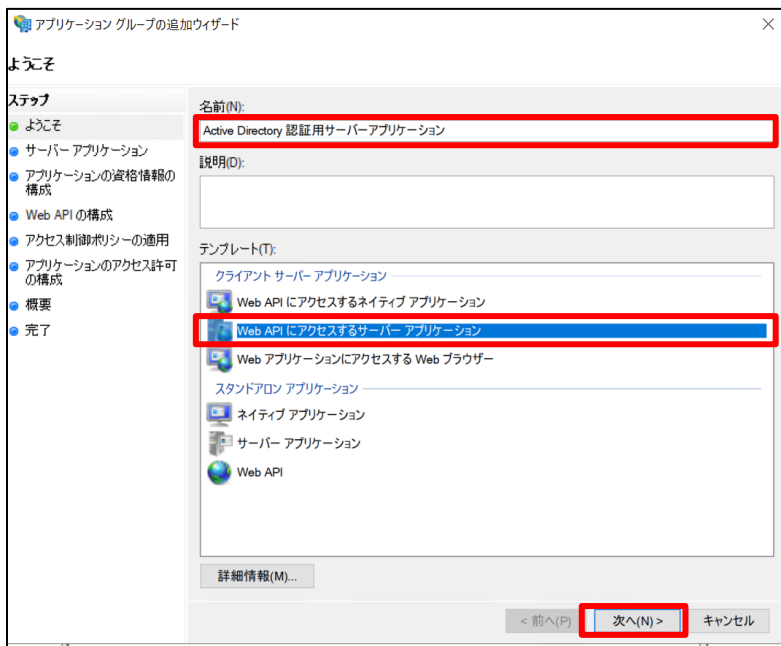 アプリケーション グループの追加ウィザード
ようこそ
ステップ
ようこそ
サーバー アプリケーション
アプリケーションの資格情報の
構成
Web API の構成
アクセス制御ポリシーの適用
アプリケーションのアクセス許可
の構成
概要
完了
名前(N):
Active Directory 認証用サーバーアプリケーション
説明(D):
テンプレート(T):
クライアント サーバー アプリケーション
Web API にアクセスするネイティブ アプリケーション
Web API にアクセスするサーバー アプリケーション
Web アプリケーションにアクセスする Web ブラウザー
スタンドアロン アプリケーション
ネイティブ アプリケーション
サーバー アプリケーション
Web API
詳細情報(M)...
< 前へ(P)
次へ(N) >
キャンセル